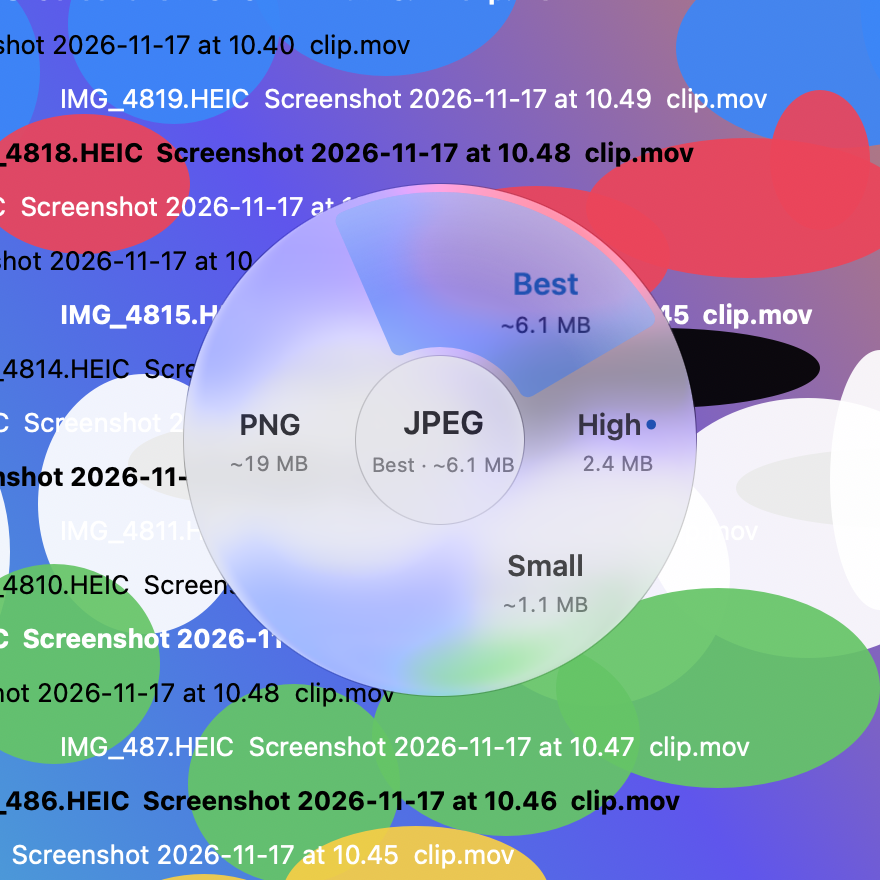 shot 2026-11-17 at 10.40 clip.mov
IMG_4819.HEIC Screenshot 2026-11-17 at 10.49 clip.mov
_4818.HEIC Screenshot 2026-11-17 at 10.48 clip.mov
C Screenshot 2026-11-17 at
shot 2026-11-17 at 10
Best
IMG_4815.H 45 clip.mov
~6.1 MB
_4814.HEIC Scre
PNG
JPEG
High•
C Screenshot 2
~19 MB
Best · ~6.1 MB
2.4 MB
nshot 2026-11-
IMG_4811.H mov
Small
_4810.HEIC Screen
~1.1 MB
C Screenshot 2026-11
hot 2026-11-17 at 10.48 clip.mov
IMG_487.HEIC Screenshot 2026-11-17 at 10.47 clip.mov
_486.HEIC Screenshot 2026-11-17 at 10.46 clip.mov
Screenshot 2026-11-17 at 10.45 clip.mov